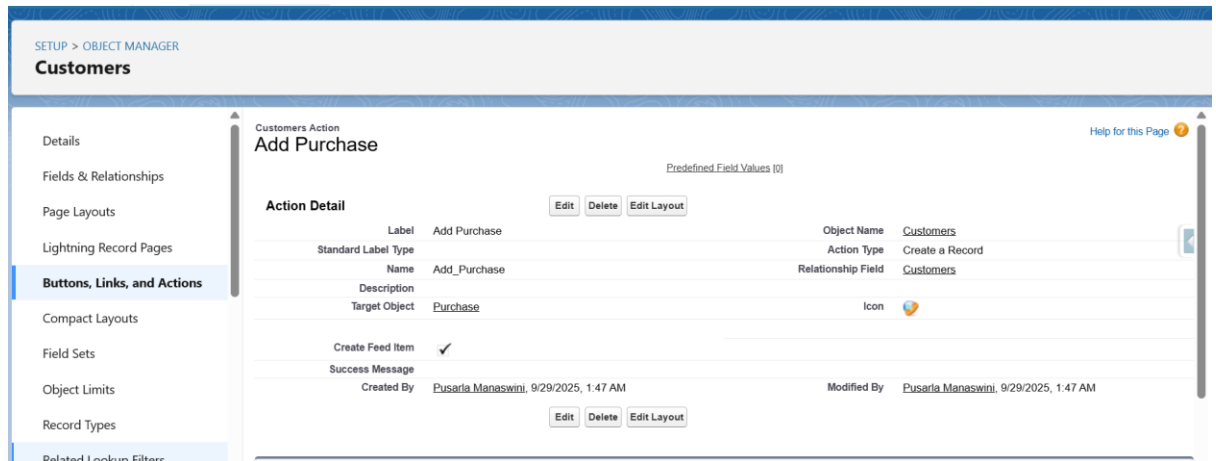 SETUP > OBJECT MANAGER
Customers
Details
Fields & Relationships
Page Layouts
Lightning Record Pages
Buttons, Links, and Actions
Compact Layouts
Field Sets
Object Limits
Record Types
Related Lookup Filters
Customers Action
Add Purchase
Help for this Page ?
Predefined Field Values [0]
Action Detail Edit Delete Edit Layout
Label Add Purchase Object Name Customers
Standard Label Type Action Type Create a Record
Name Add_Purchase Relationship Field Customers
Description
Target Object Purchase Icon
Create Feed Item ✓
Success Message
Created By Pusarla Manaswini, 9/29/2025, 1:47 AM Modified By Pusarla Manaswini, 9/29/2025, 1:47 AM
Edit Delete Edit Layout